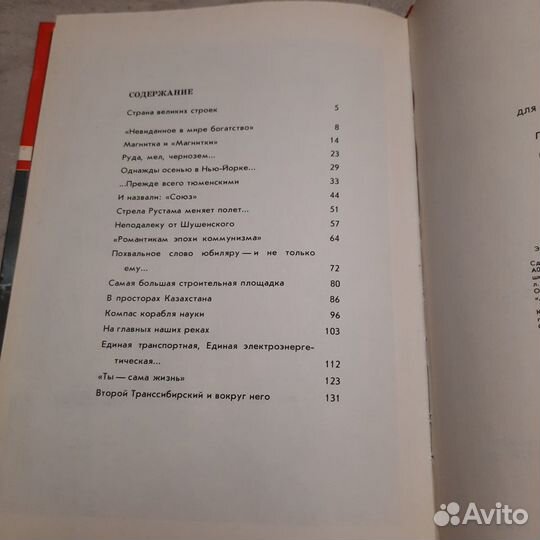 СОДЕРЖАНИЕ
Страна великих строек 5
«Невиданное в мире богатство» 8
Магнитка и «Магнитки» 14
Руда, мел, чернозем... 23
Однажды осенью в Нью-Йорке... 29
...Прежде всего тюменскими 33
И назвали: «Союз» 44
Стрела Рустама меняет полет... 51
Неподалеку от Шушенского 57
«Романтикам эпохи коммунизма» 64
Похвальное слово юбиляру — и не только
ему... 72
Самая большая строительная площадка 80
В просторах Казахстана 86
Компас корабля науки 96
На главных наших реках 103
Единая транспортная, Единая электроэнерге-
тическая... 112
«Ты — сама жизнь» 123
Второй Транссибирский и вокруг него 131
ДЛЯ
Avito